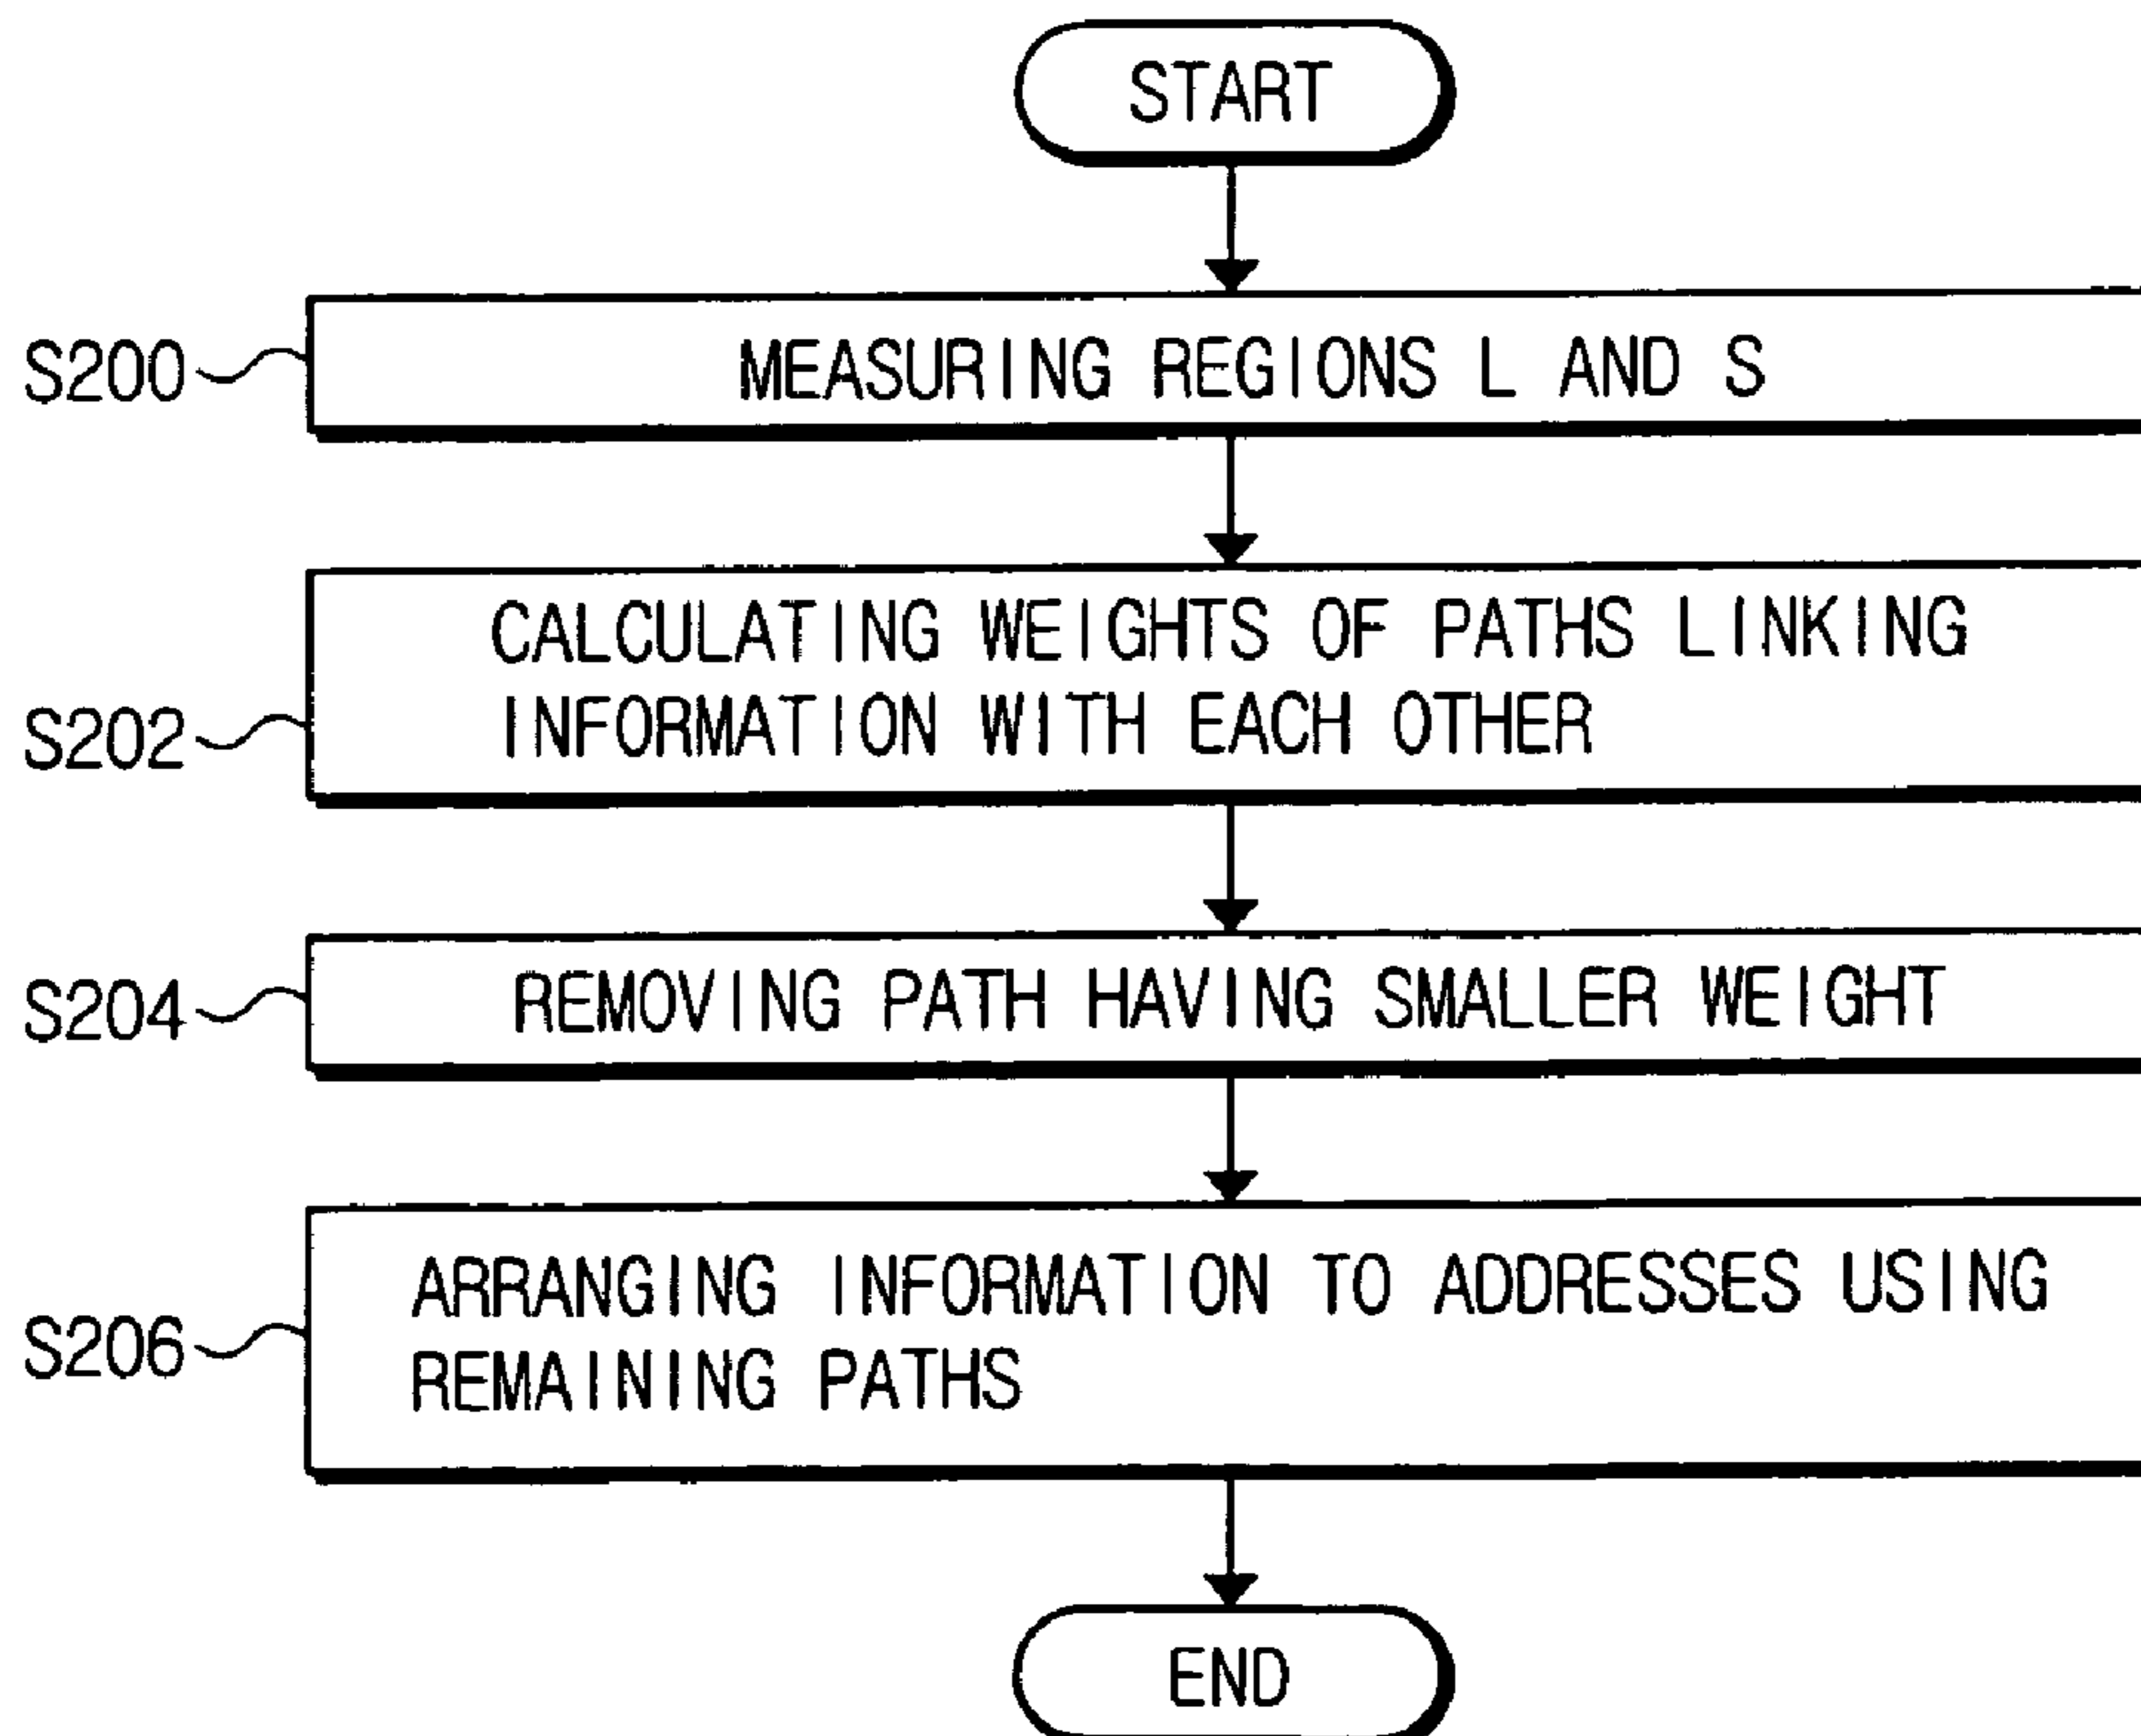 START
S200
MEASURING REGIONS L AND S
S202
CALCULATING WEIGHTS OF PATHS LINKING
INFORMATION WITH EACH OTHER
S204
REMOVING PATH HAVING SMALLER WEIGHT
S206
ARRANGING INFORMATION TO ADDRESSES USING
REMAINING PATHS
END